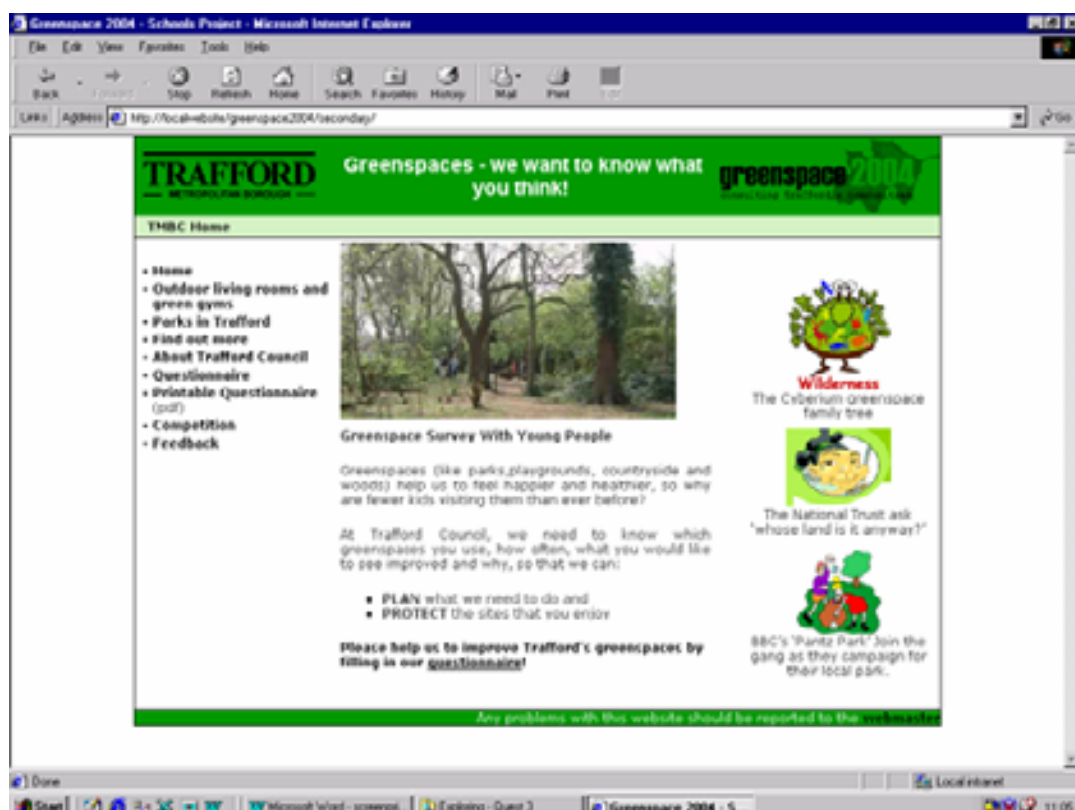 Greenspace 2004 - Schools Project - Microsoft Internet Explorer
File Edit View Favorites Tools Help
Back Forward Stop Refresh Home Search Favorites History Mail Print Edit
Links Address http://localwebsite/greenspace2004/seconday/ Go
TRAFFORD
METROPOLITAN BOROUGH
Greenspaces - we want to know what
you think!
greenspace 2004
TMBC Home
• Home
• Outdoor living rooms and
green gyms
• Parks in Trafford
• Find out more
• About Trafford Council
• Questionnaire
• Printable Questionnaire
(pdf)
• Competition
• Feedback
Greenspace Survey With Young People
Greenspaces (like parks,playgrounds, countryside and
woods) help us to feel happier and healthier, so why
are fewer kids visiting them than ever before?
At Trafford Council, we need to know which
greenspaces you use, how often, what you would like
to see improved and why, so that we can:
• PLAN what we need to do and
• PROTECT the sites that you enjoy
Please help us to improve Trafford's greenspaces by
filling in our questionnaire!
Wilderness
The Cyberium greenspace
family tree
The National Trust ask
'whose land is it anyway?'
BBC's 'Pantz Park' Join the
gang as they campaign for
their local park.
Any problems with this website should be reported to the webmaster
Done Local intranet
Start Microsoft Word - Exploring - Greenspace 2004 - S... 11:05